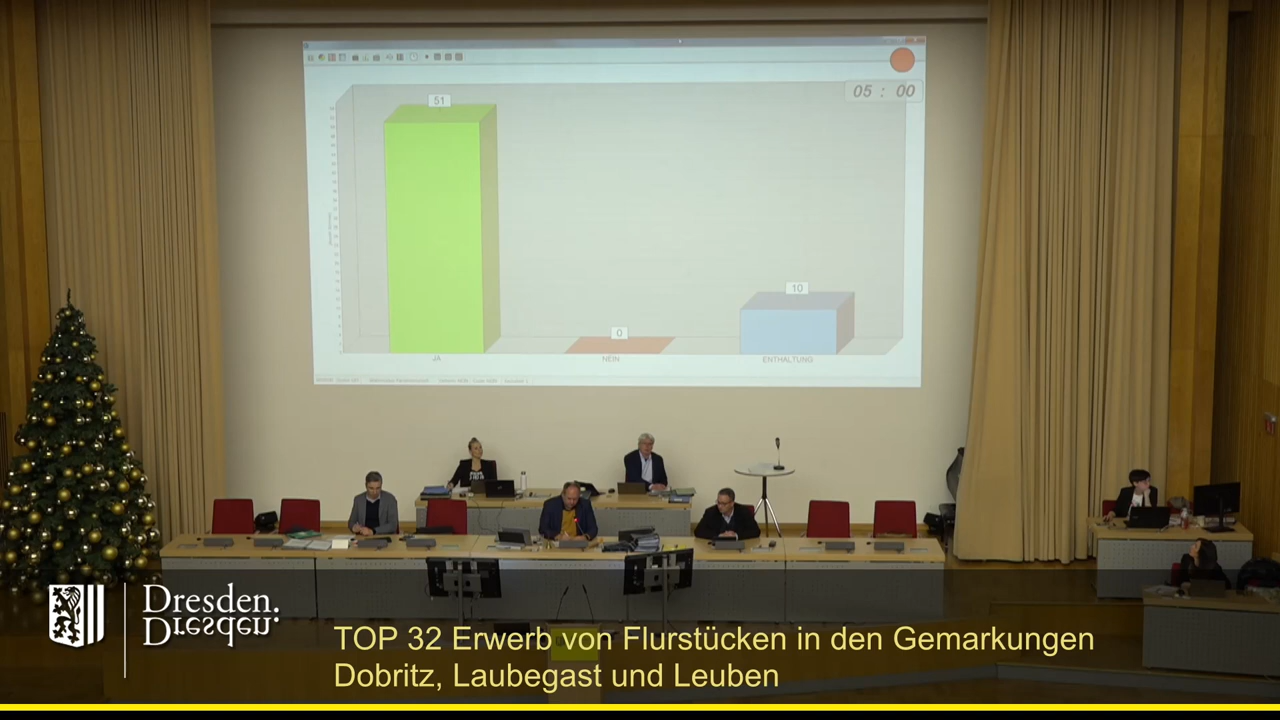 05 : 00
51
0
10
JA
NEIN
ENTHALTUNG
Dresden.
Dresden.
TOP 32 Erwerb von Flurstücken in den Gemarkungen
Dobritz, Laubegast und Leuben